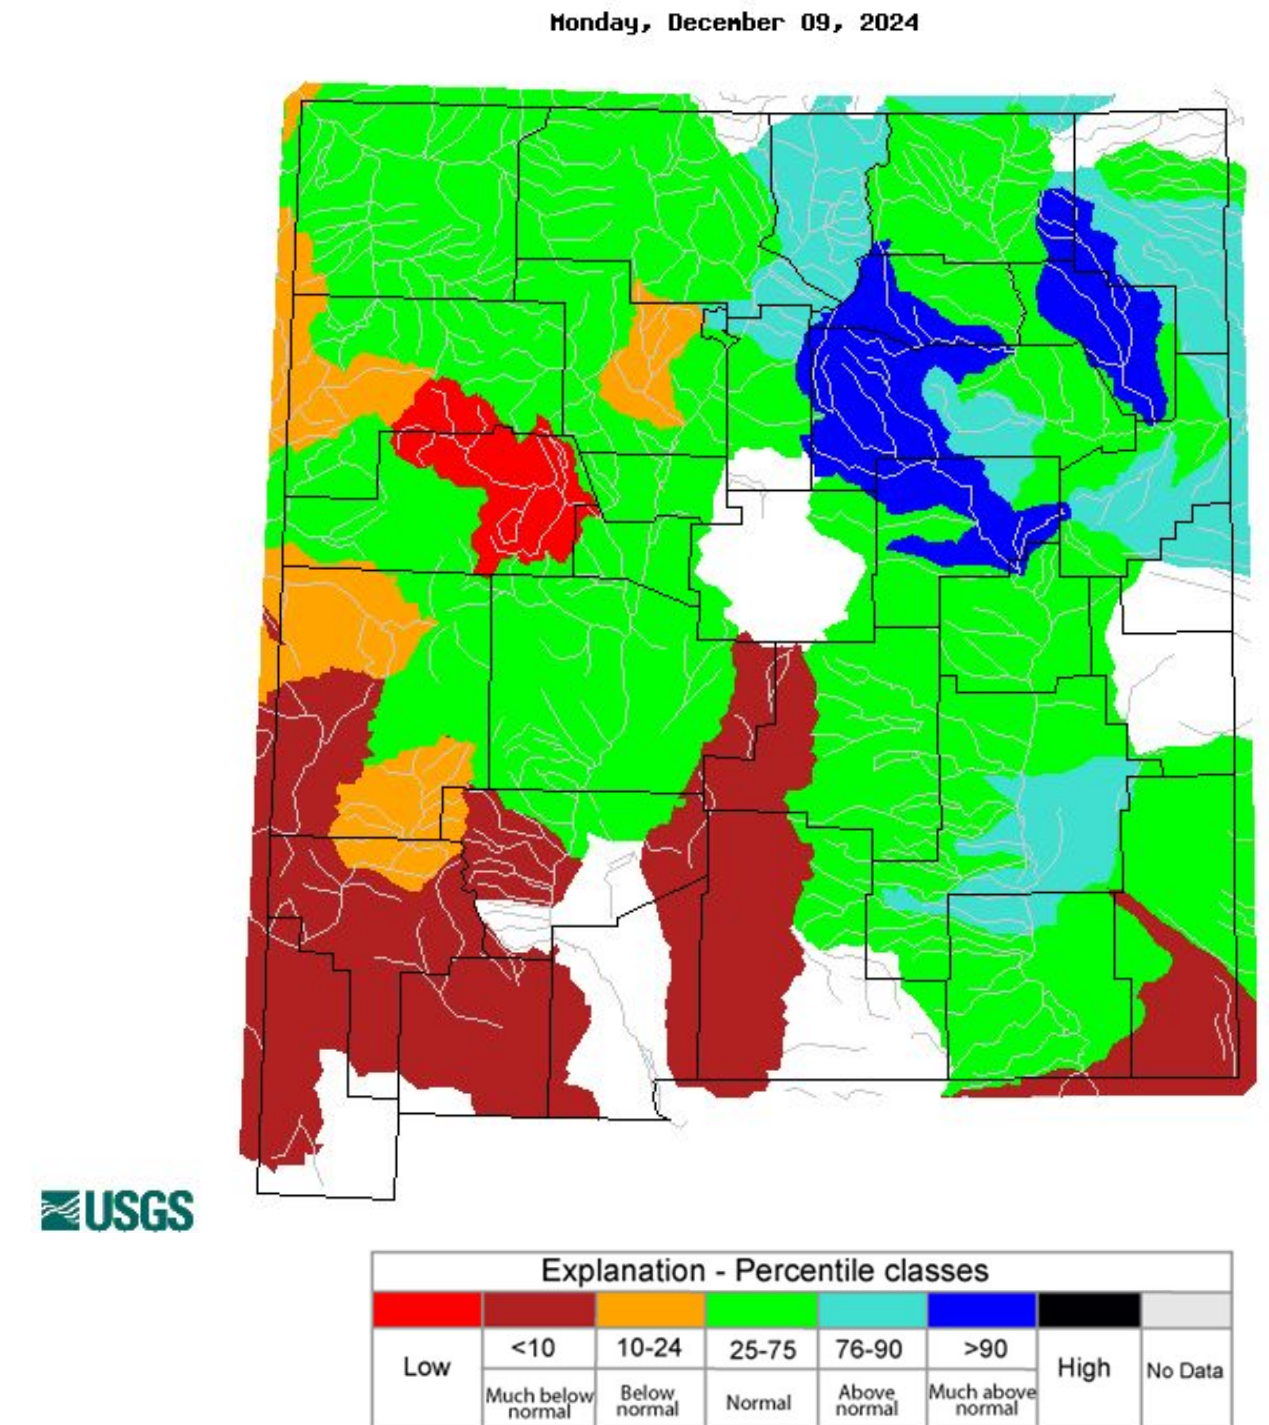 Monday, December 09, 2024
USGS
Explanation - Percentile classes
Low
<10
10-24
25-75
76-90
>90
High
No Data
Much below
normal
Below
normal
Normal
Above
normal
Much above
normal